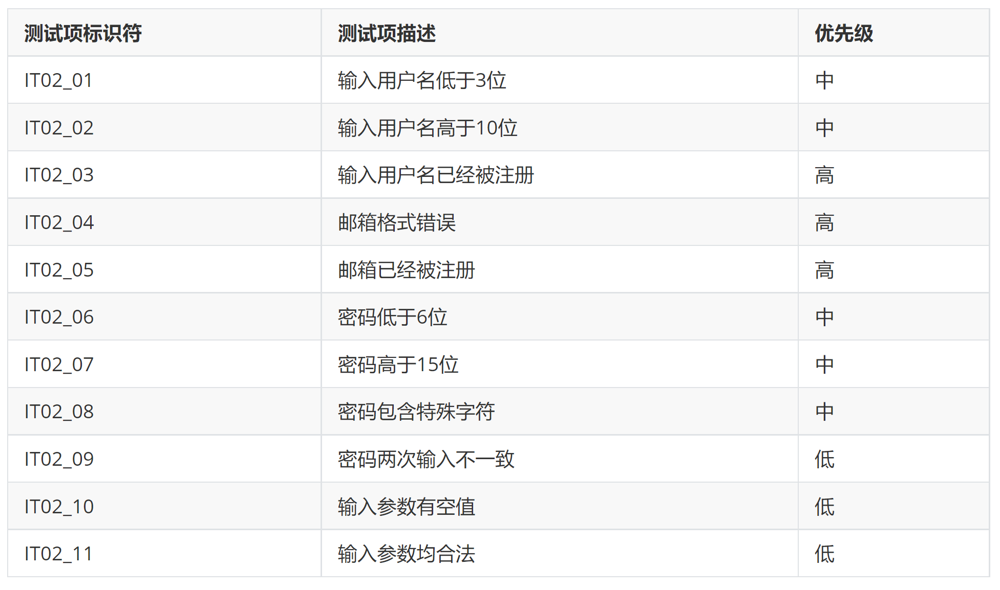 测试项标识符 测试项描述 优先级
IT02_01 输入用户名低于3位 中
IT02_02 输入用户名高于10位 中
IT02_03 输入用户名已经被注册 高
IT02_04 邮箱格式错误 高
IT02_05 邮箱已经被注册 高
IT02_06 密码低于6位 中
IT02_07 密码高于15位 中
IT02_08 密码包含特殊字符 中
IT02_09 密码两次输入不一致 低
IT02_10 输入参数有空值 低
IT02_11 输入参数均合法 低